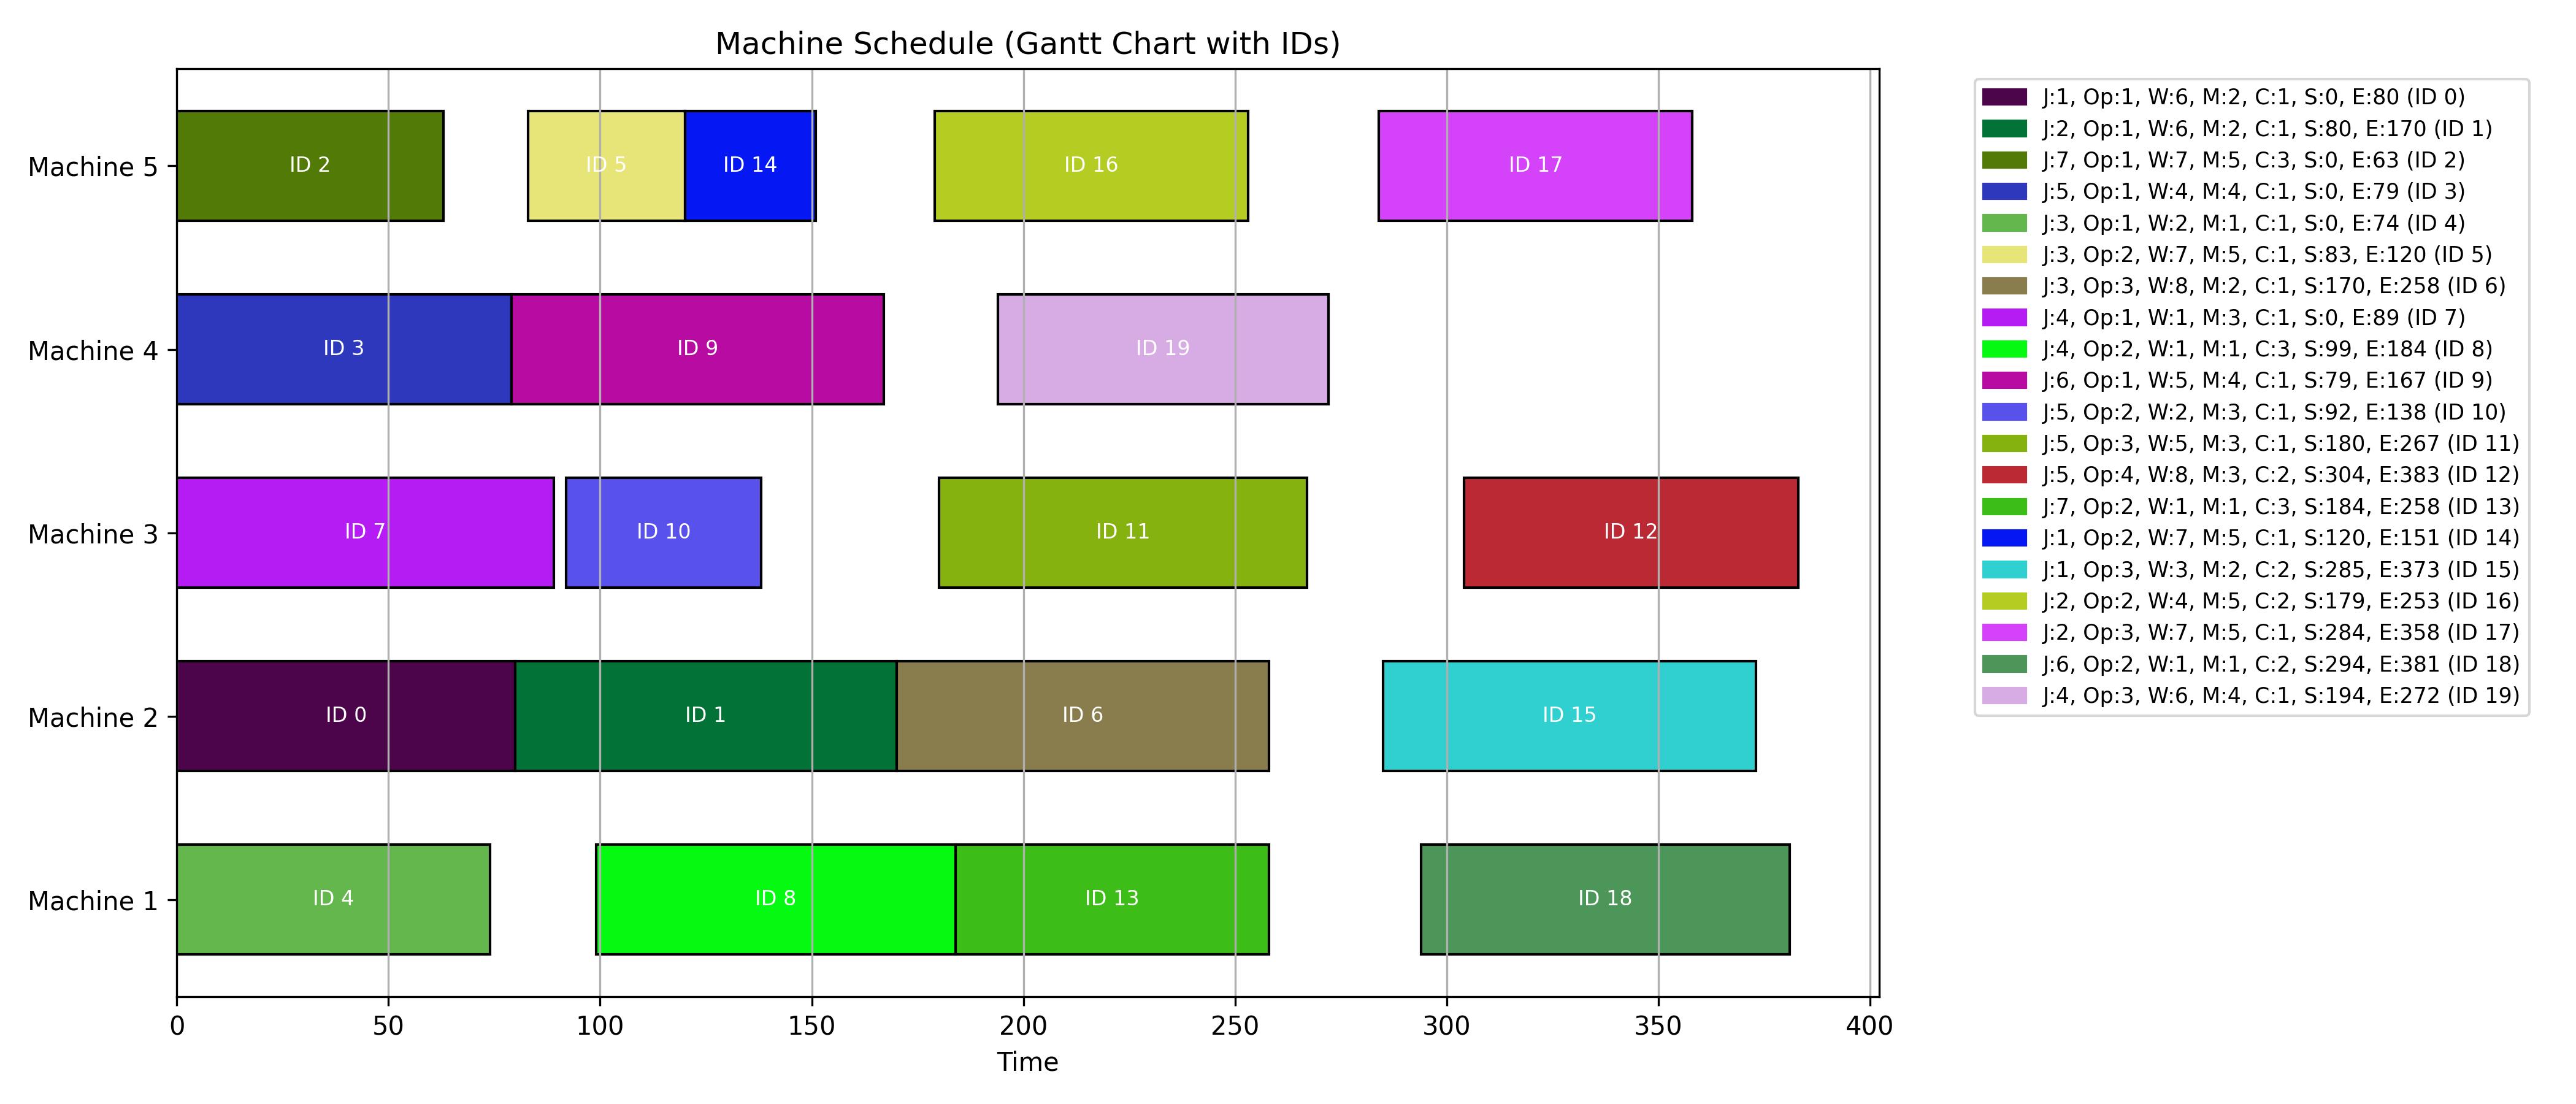 Machine Schedule (Gantt Chart with IDs)
Machine 5
ID 2
ID 5
ID 14
ID 16
ID 17
Machine 4
ID 3
ID 9
ID 19
Machine 3
ID 7
ID 10
ID 11
ID 12
Machine 2
ID 0
ID 1
ID 6
ID 15
Machine 1
ID 4
ID 8
ID 13
ID 18
0 50 100 150 200 250 300 350 400
Time
J:1, Op:1, W:6, M:2, C:1, S:0, E:80 (ID 0)
J:2, Op:1, W:6, M:2, C:1, S:80, E:170 (ID 1)
J:7, Op:1, W:7, M:5, C:3, S:0, E:63 (ID 2)
J:5, Op:1, W:4, M:4, C:1, S:0, E:79 (ID 3)
J:3, Op:1, W:2, M:1, C:1, S:0, E:74 (ID 4)
J:3, Op:2, W:7, M:5, C:1, S:83, E:120 (ID 5)
J:3, Op:3, W:8, M:2, C:1, S:170, E:258 (ID 6)
J:4, Op:1, W:1, M:3, C:1, S:0, E:89 (ID 7)
J:4, Op:2, W:1, M:1, C:3, S:99, E:184 (ID 8)
J:6, Op:1, W:5, M:4, C:1, S:79, E:167 (ID 9)
J:5, Op:2, W:2, M:3, C:1, S:92, E:138 (ID 10)
J:5, Op:3, W:5, M:3, C:1, S:180, E:267 (ID 11)
J:5, Op:4, W:8, M:3, C:2, S:304, E:383 (ID 12)
J:7, Op:2, W:1, M:1, C:3, S:184, E:258 (ID 13)
J:1, Op:2, W:7, M:5, C:1, S:120, E:151 (ID 14)
J:1, Op:3, W:3, M:2, C:2, S:285, E:373 (ID 15)
J:2, Op:2, W:4, M:5, C:2, S:179, E:253 (ID 16)
J:2, Op:3, W:7, M:5, C:1, S:284, E:358 (ID 17)
J:6, Op:2, W:1, M:1, C:2, S:294, E:381 (ID 18)
J:4, Op:3, W:6, M:4, C:1, S:194, E:272 (ID 19)